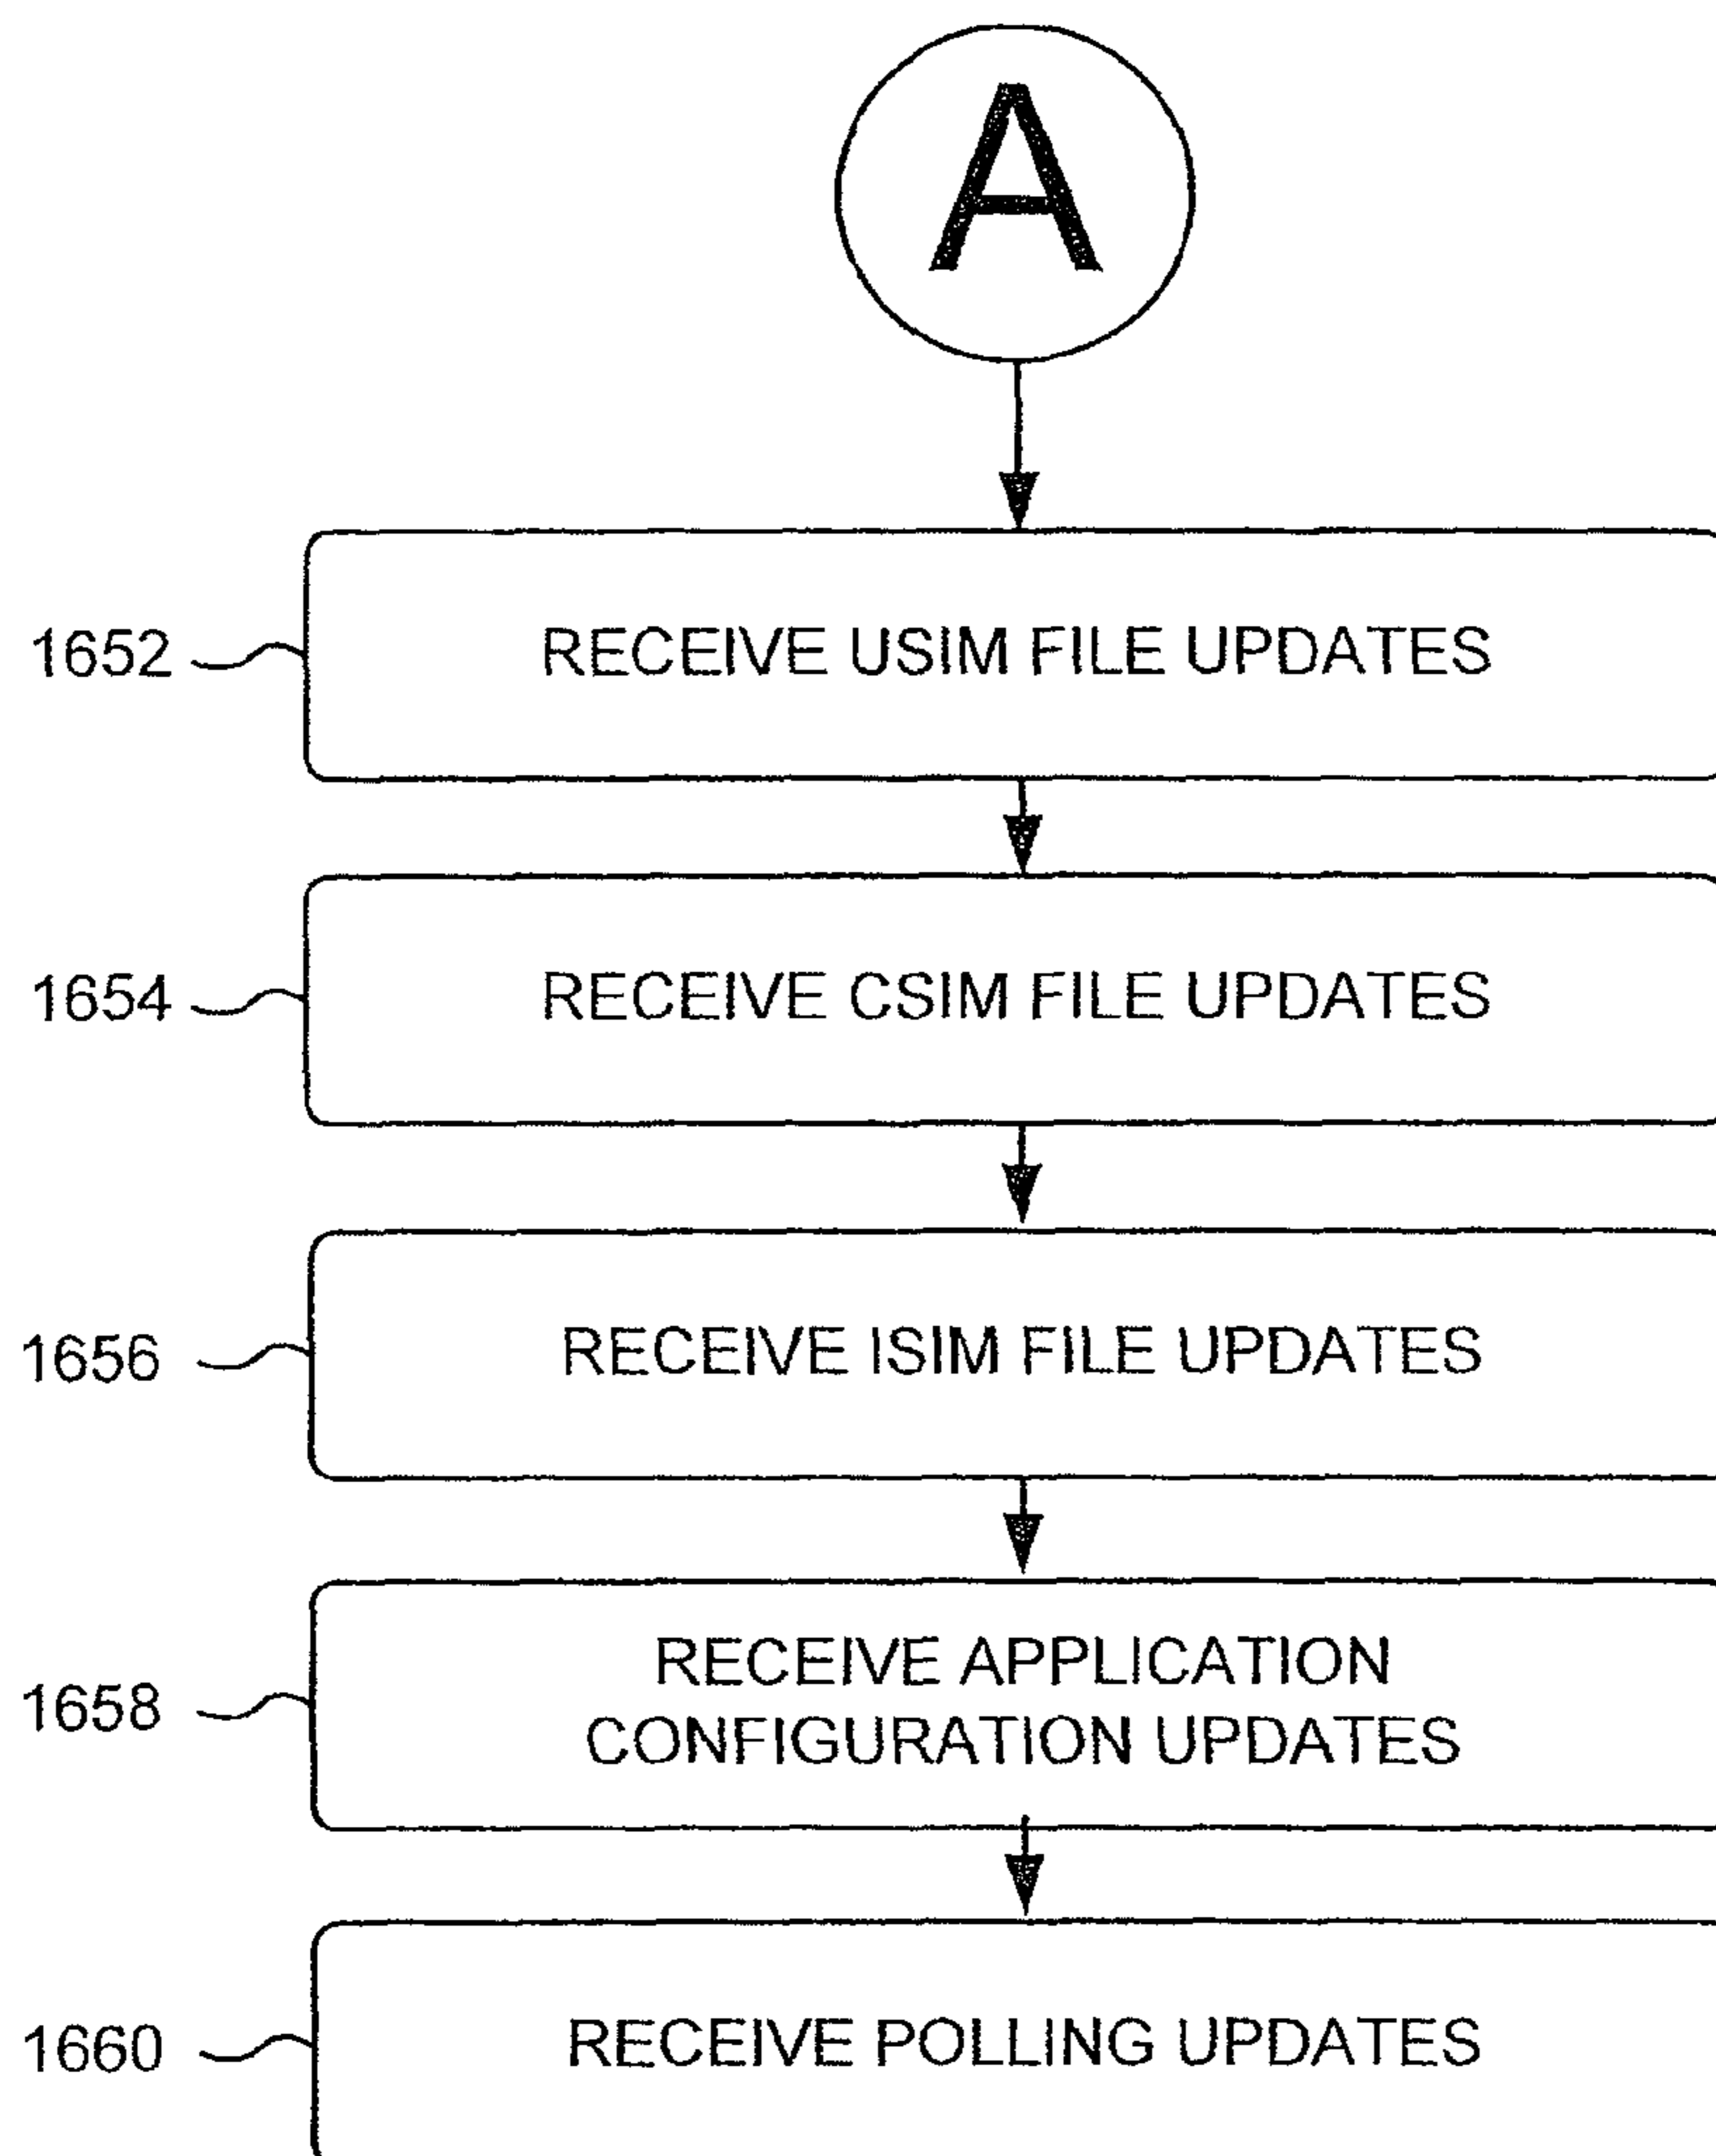 A
1652
RECEIVE USIM FILE UPDATES
1654
RECEIVE CSIM FILE UPDATES
1656
RECEIVE ISIM FILE UPDATES
1658
RECEIVE APPLICATION
CONFIGURATION UPDATES
1660
RECEIVE POLLING UPDATES